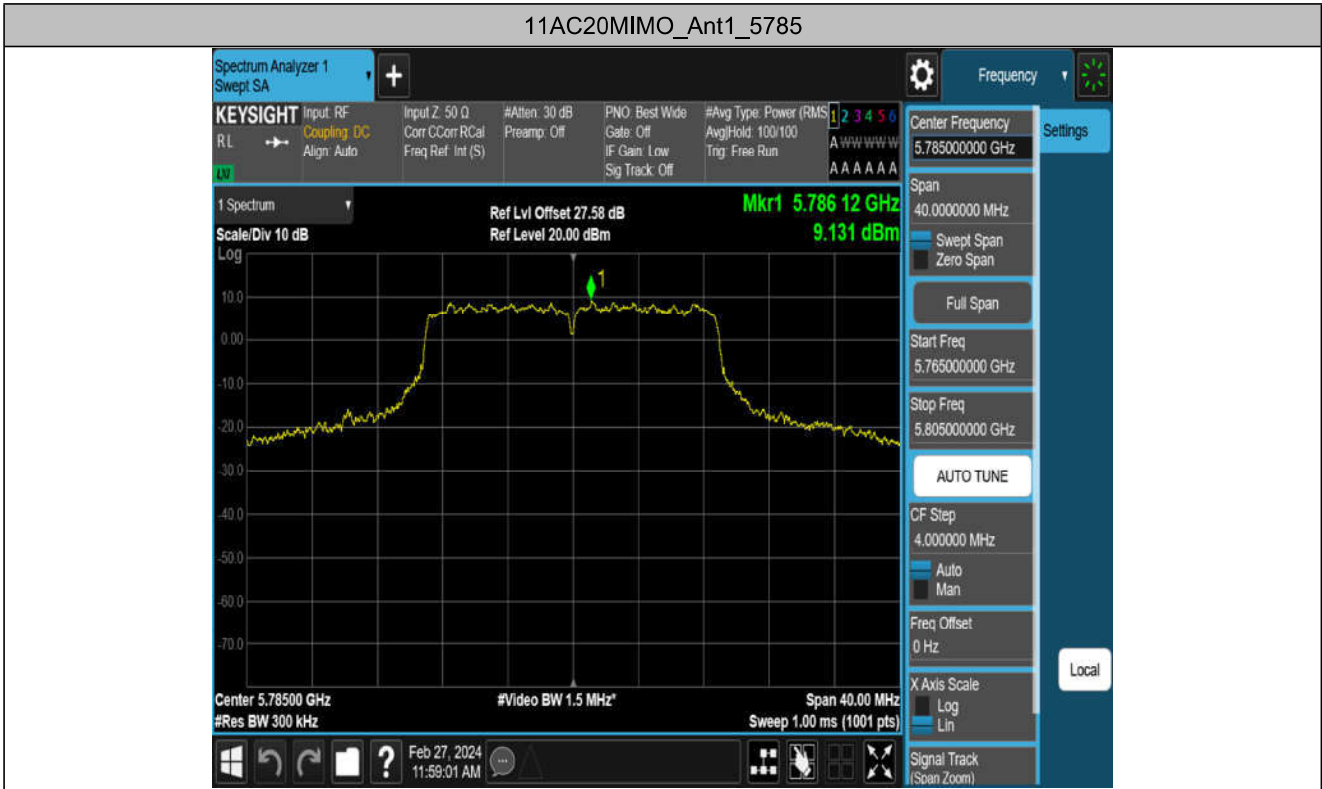 11AC20MIMO_Ant1_5785
Spectrum Analyzer 1
Swept SA
+
Frequency
KEYSIGHT
RL
LXI
Input: RF
Coupling: DC
Align: Auto
Input Z: 50 Ω
Corr CCorr RCal
Freq Ref: Int (S)
#Atten: 30 dB
Preamp: Off
PNO: Best Wide
Gate: Off
IF Gain: Low
Sig Track: Off
#Avg Type: Power (RMS
Avg|Hold: 100/100
Trig: Free Run
1 2 3 4 5 6
A W W W W W
A A A A A A
Center Frequency
5.785000000 GHz
Settings
Span
40.0000000 MHz
Swept Span
Zero Span
Full Span
Start Freq
5.765000000 GHz
Stop Freq
5.805000000 GHz
AUTO TUNE
CF Step
4.000000 MHz
Auto
Man
Freq Offset
0 Hz
X Axis Scale
Log
Lin
Signal Track
(Span Zoom)
Local
1 Spectrum
Scale/Div 10 dB
Log
Ref Lvl Offset 27.58 dB
Ref Level 20.00 dBm
Mkr1 5.786 12 GHz
9.131 dBm
1
10.0
0.00
-10.0
-20.0
-30.0
-40.0
-50.0
-60.0
-70.0
Center 5.78500 GHz
#Res BW 300 kHz
#Video BW 1.5 MHz*
Span 40.00 MHz
Sweep 1.00 ms (1001 pts)
?
Feb 27, 2024
11:59:01 AM